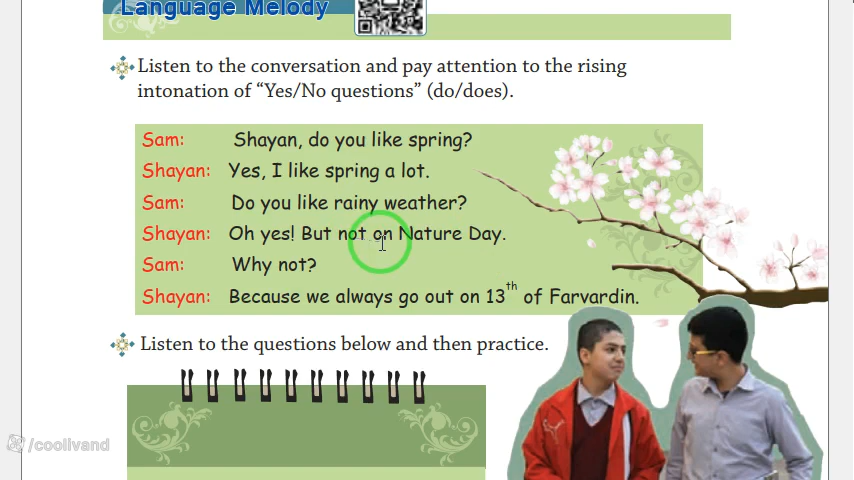 Language Melody
Listen to the conversation and pay attention to the rising
intonation of “Yes/No questions” (do/does).
Sam: Shayan, do you like spring?
Shayan: Yes, I like spring a lot.
Sam: Do you like rainy weather?
Shayan: Oh yes! But not on Nature Day.
Sam: Why not?
Shayan: Because we always go out on 13th of Farvardin.
Listen to the questions below and then practice.
/coolivand